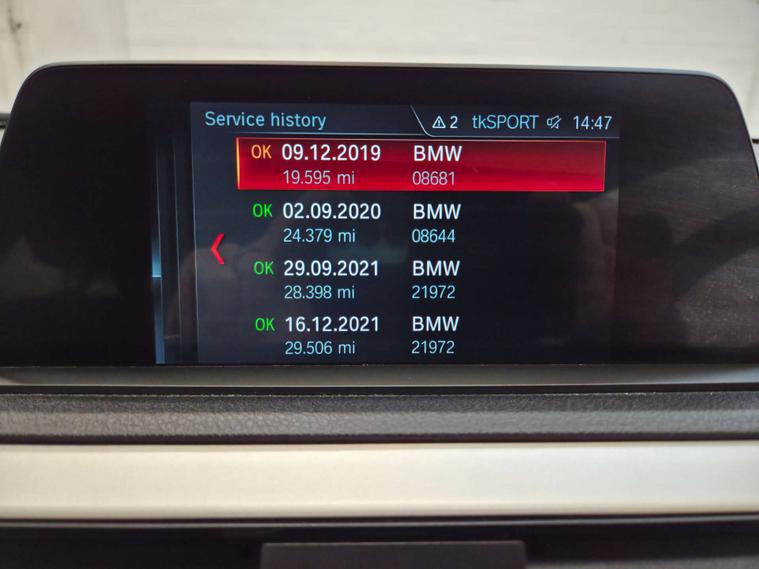 Service history 2 tkSPORT 14:47
OK 09.12.2019 BMW
19.595 mi 08681
OK 02.09.2020 BMW
24.379 mi 08644
OK 29.09.2021 BMW
28.398 mi 21972
OK 16.12.2021 BMW
29.506 mi 21972